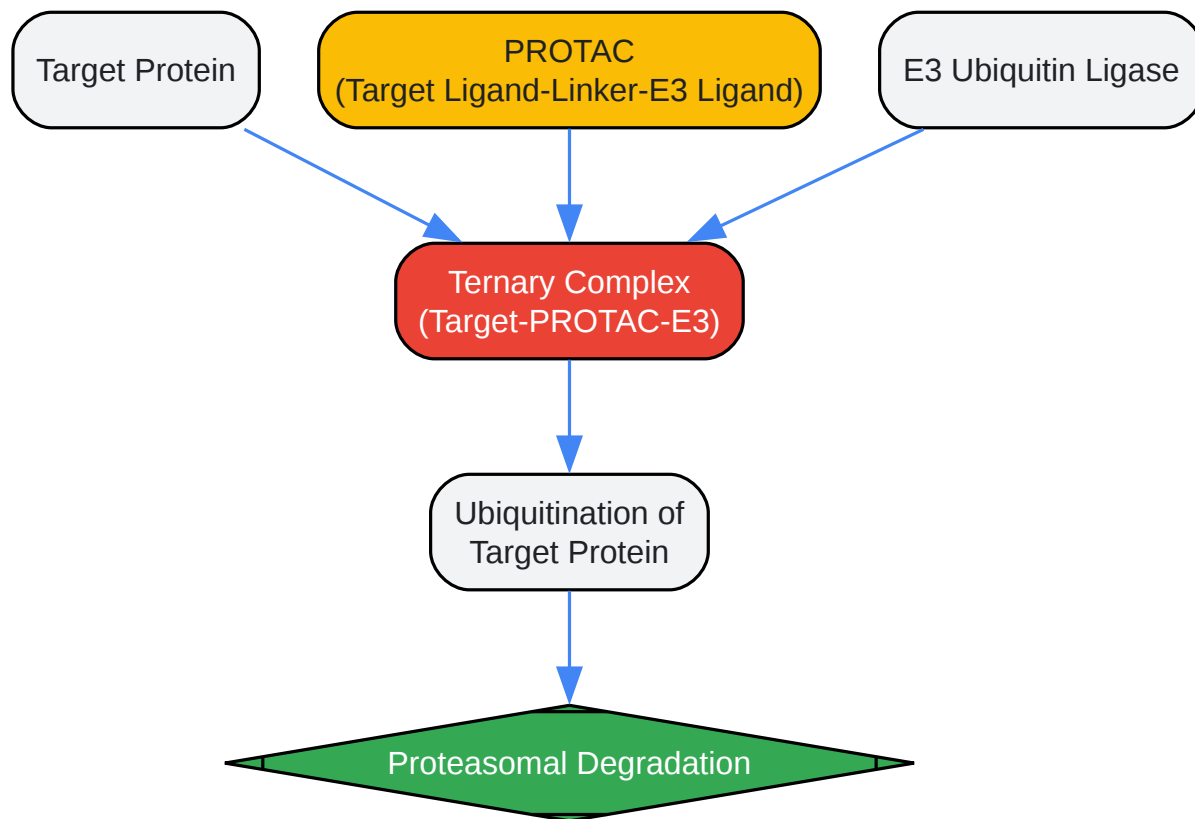 Target Protein
PROTAC
(Target Ligand-Linker-E3 Ligand)
E3 Ubiquitin Ligase
Ternary Complex
(Target-PROTAC-E3)
Ubiquitination of
Target Protein
Proteasomal Degradation